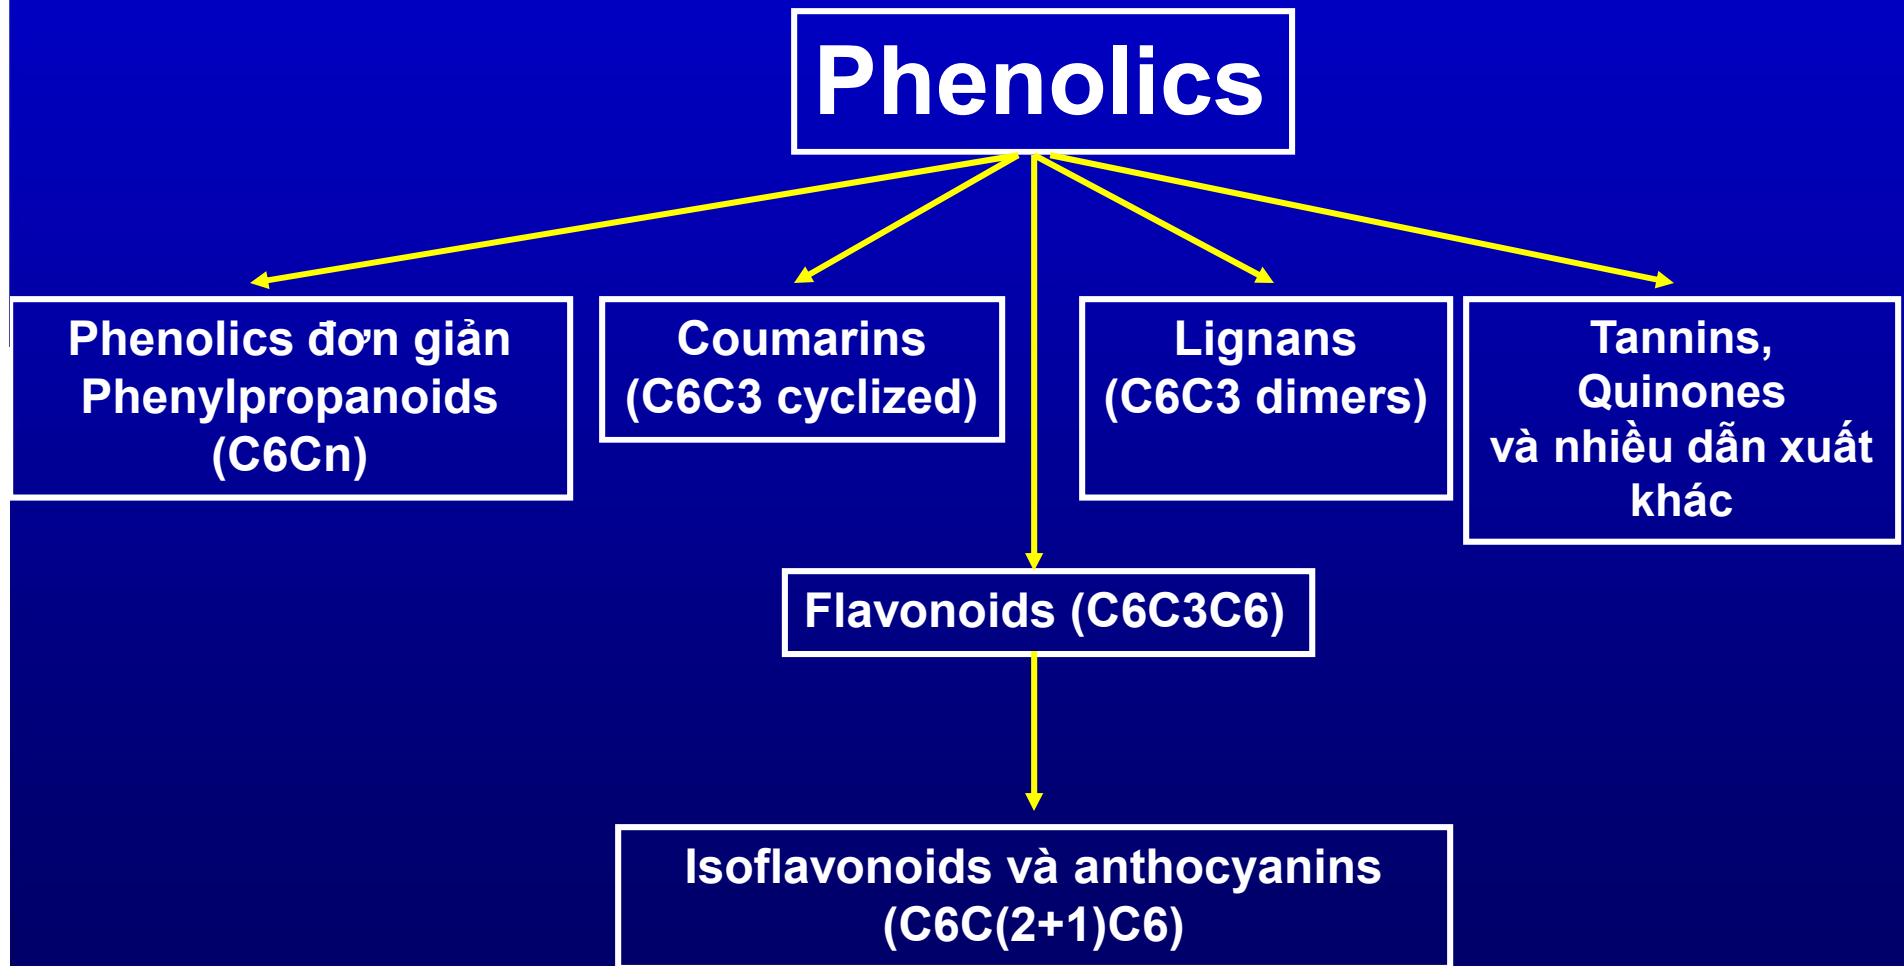 Phenolics
Phenolics đơn giản
Phenylpropanoids
(C6Cn)
Coumarins
(C6C3 cyclized)
Lignans
(C6C3 dimers)
Tannins,
Quinones
và nhiều dẫn xuất
khác
Flavonoids (C6C3C6)
Isoflavonoids và anthocyanins
(C6C(2+1)C6)